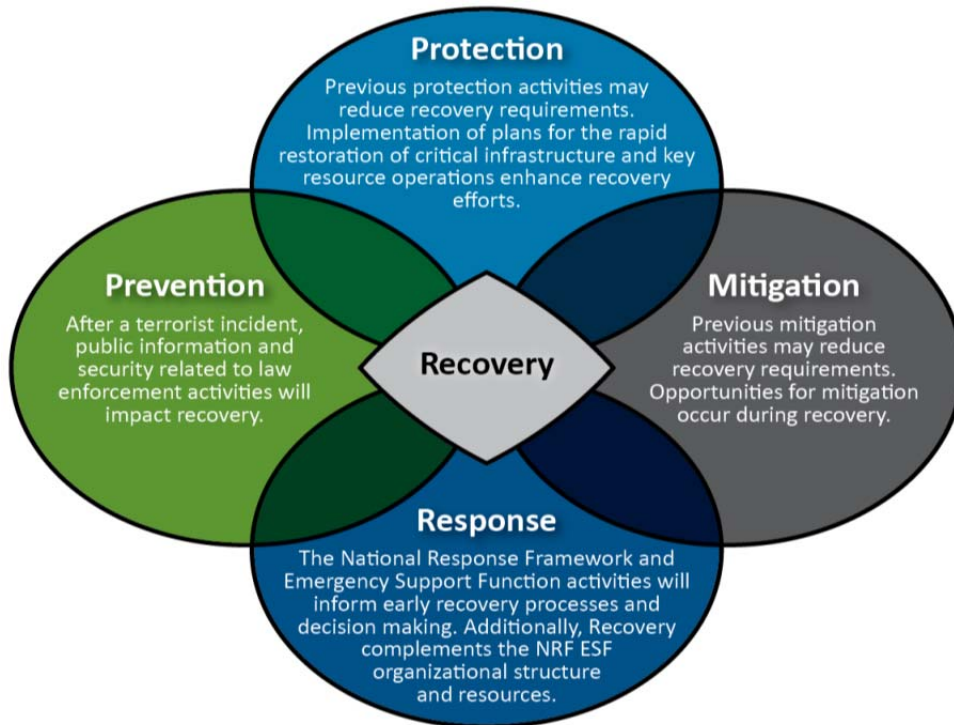 Protection
Previous protection activities may
reduce recovery requirements.
Implementation of plans for the rapid
restoration of critical infrastructure and key
resource operations enhance recovery
efforts.
Prevention
After a terrorist incident,
public information and
security related to law
enforcement activities will
impact recovery.
Recovery
Mitigation
Previous mitigation
activities may reduce
recovery requirements.
Opportunities for mitigation
occur during recovery.
Response
The National Response Framework and
Emergency Support Function activities will
inform early recovery processes and
decision making. Additionally, Recovery
complements the NRF ESF
organizational structure
and resources.